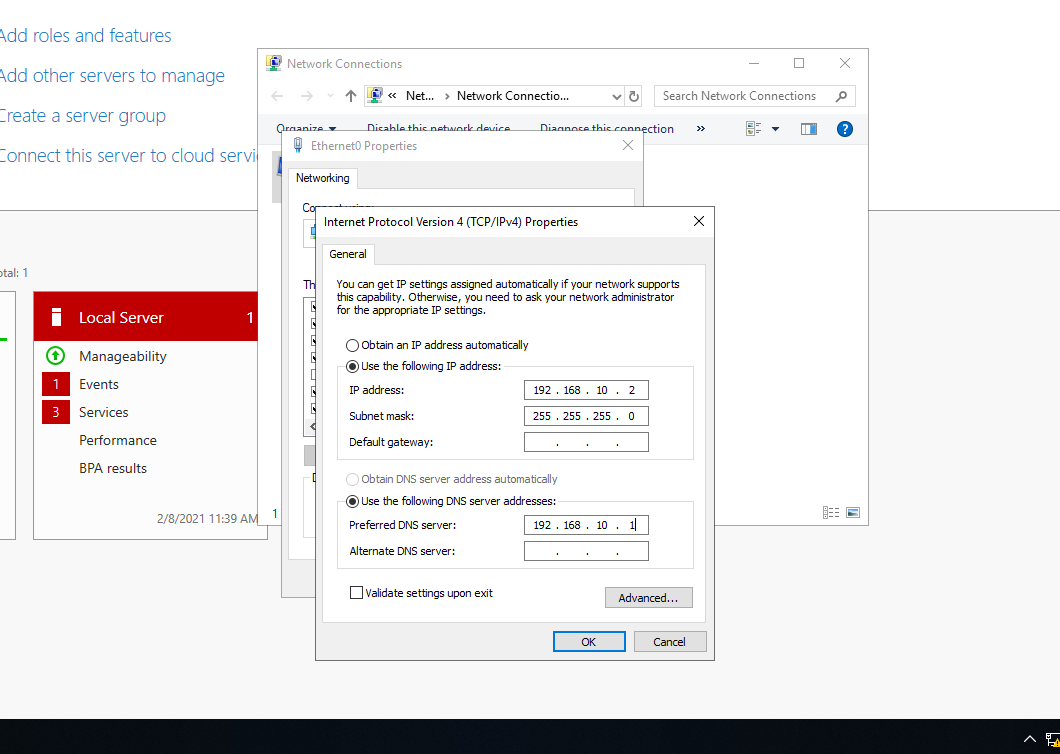 Add roles and features
Add other servers to manage
Create a server group
Connect this server to cloud servic
otal: 1
Local Server 1
Manageability
1 Events
3 Services
Performance
BPA results
2/8/2021 11:39 AM
Network Connections
« Net... > Network Connectio...
Search Network Connections
Organize
Disable this network device
Diagnose this connection
»
?
1
Ethernet0 Properties
Networking
Connect using:
Th
Internet Protocol Version 4 (TCP/IPv4) Properties
General
You can get IP settings assigned automatically if your network supports
this capability. Otherwise, you need to ask your network administrator
for the appropriate IP settings.
Obtain an IP address automatically
Use the following IP address:
IP address: 192 . 168 . 10 . 2
Subnet mask: 255 . 255 . 255 . 0
Default gateway: . . .
Obtain DNS server address automatically
Use the following DNS server addresses:
Preferred DNS server: 192 . 168 . 10 . 1
Alternate DNS server: . . .
Validate settings upon exit
Advanced...
OK
Cancel